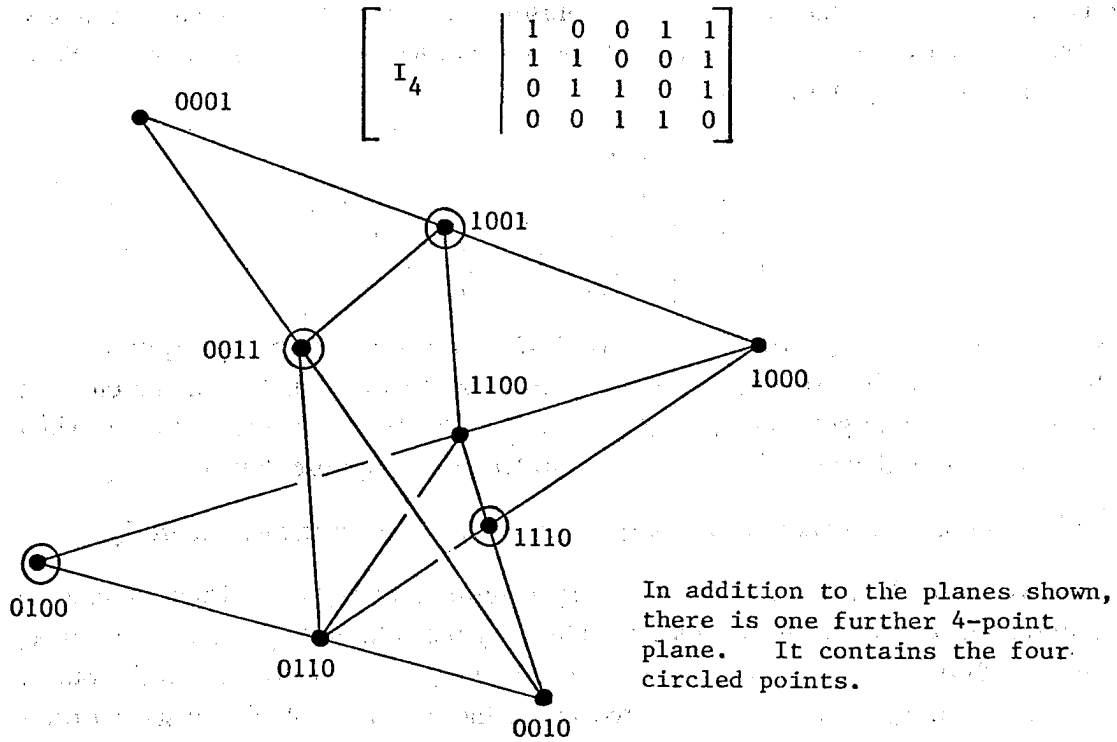 1 0 0 1 1
1 1 0 0 1
I4
0 1 1 0 1
0 0 1 1 0
0001
1001
0011
1100
1000
1110
0100
0110
0010
In addition to the planes shown,
there is one further 4-point
plane. It contains the four
circled points.